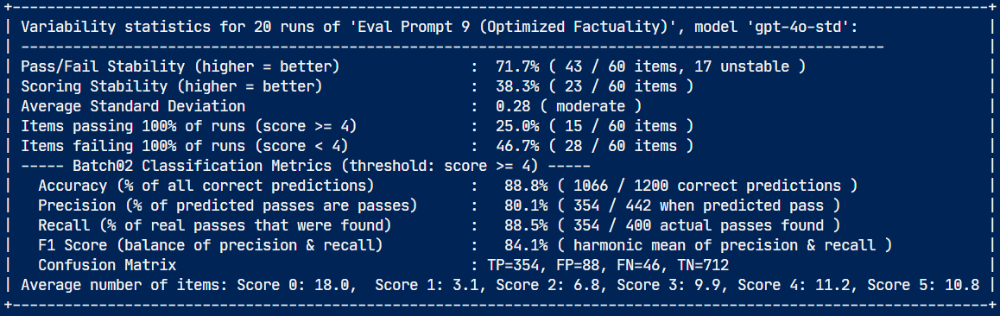 +-----------------------------------------------------------------------------------------------------------------+
| Variability statistics for 20 runs of 'Eval Prompt 9 (Optimized Factuality)', model 'gpt-4o-std': |
| ---------------------------------------------------------------------------------------------------- |
| Pass/Fail Stability (higher = better) : 71.7% ( 43 / 60 items, 17 unstable ) |
| Scoring Stability (higher = better) : 38.3% ( 23 / 60 items ) |
| Average Standard Deviation : 0.28 ( moderate ) |
| Items passing 100% of runs (score >= 4) : 25.0% ( 15 / 60 items ) |
| Items failing 100% of runs (score < 4) : 46.7% ( 28 / 60 items ) |
| ----- Batch02 Classification Metrics (threshold: score >= 4) ----- |
| Accuracy (% of all correct predictions) : 88.8% ( 1066 / 1200 correct predictions ) |
| Precision (% of predicted passes are passes) : 80.1% ( 354 / 442 when predicted pass ) |
| Recall (% of real passes that were found) : 88.5% ( 354 / 400 actual passes found ) |
| F1 Score (balance of precision & recall) : 84.1% ( harmonic mean of precision & recall ) |
| Confusion Matrix : TP=354, FP=88, FN=46, TN=712 |
| Average number of items: Score 0: 18.0, Score 1: 3.1, Score 2: 6.8, Score 3: 9.9, Score 4: 11.2, Score 5: 10.8 |
+-----------------------------------------------------------------------------------------------------------------+